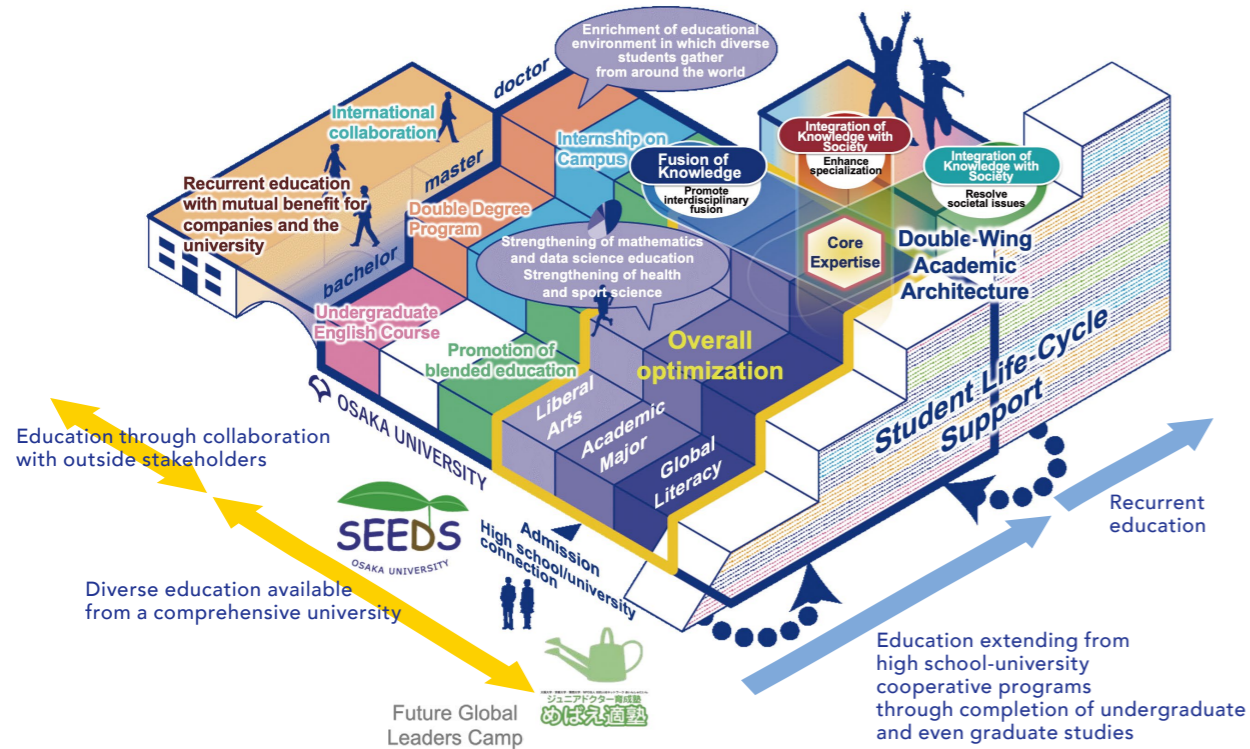 Enrichment of educational
environment in which diverse
students gather
from around the world
doctor
master
bachelor
International
collaboration
Recurrent education
with mutual benefit for
companies and the
university
Internship on
Campus
Double Degree
Program
Undergraduate
English Course
Promotion of
blended education
Strengthening of mathematics
and data science education
Strengthening of health
and sport science
Fusion of
Knowledge
Promote
interdisciplinary
fusion
Integration of
Knowledge with
Society
Enhance
specialization
Integration of
Knowledge with
Society
Resolve
societal issues
Core
Expertise
Double-Wing
Academic
Architecture
Overall
optimization
Liberal
Arts
Academic
Major
Global
Literacy
Student Life-Cycle
Support
OSAKA UNIVERSITY
Education through collaboration
with outside stakeholders
SEEDS
OSAKA UNIVERSITY
Admission
High school/university
connection
Diverse education available
from a comprehensive university
Recurrent
education
Education extending from
high school-university
cooperative programs
through completion of undergraduate
and even graduate studies
Future Global
Leaders Camp
ジュニアドクター育成塾
めばえ適塾